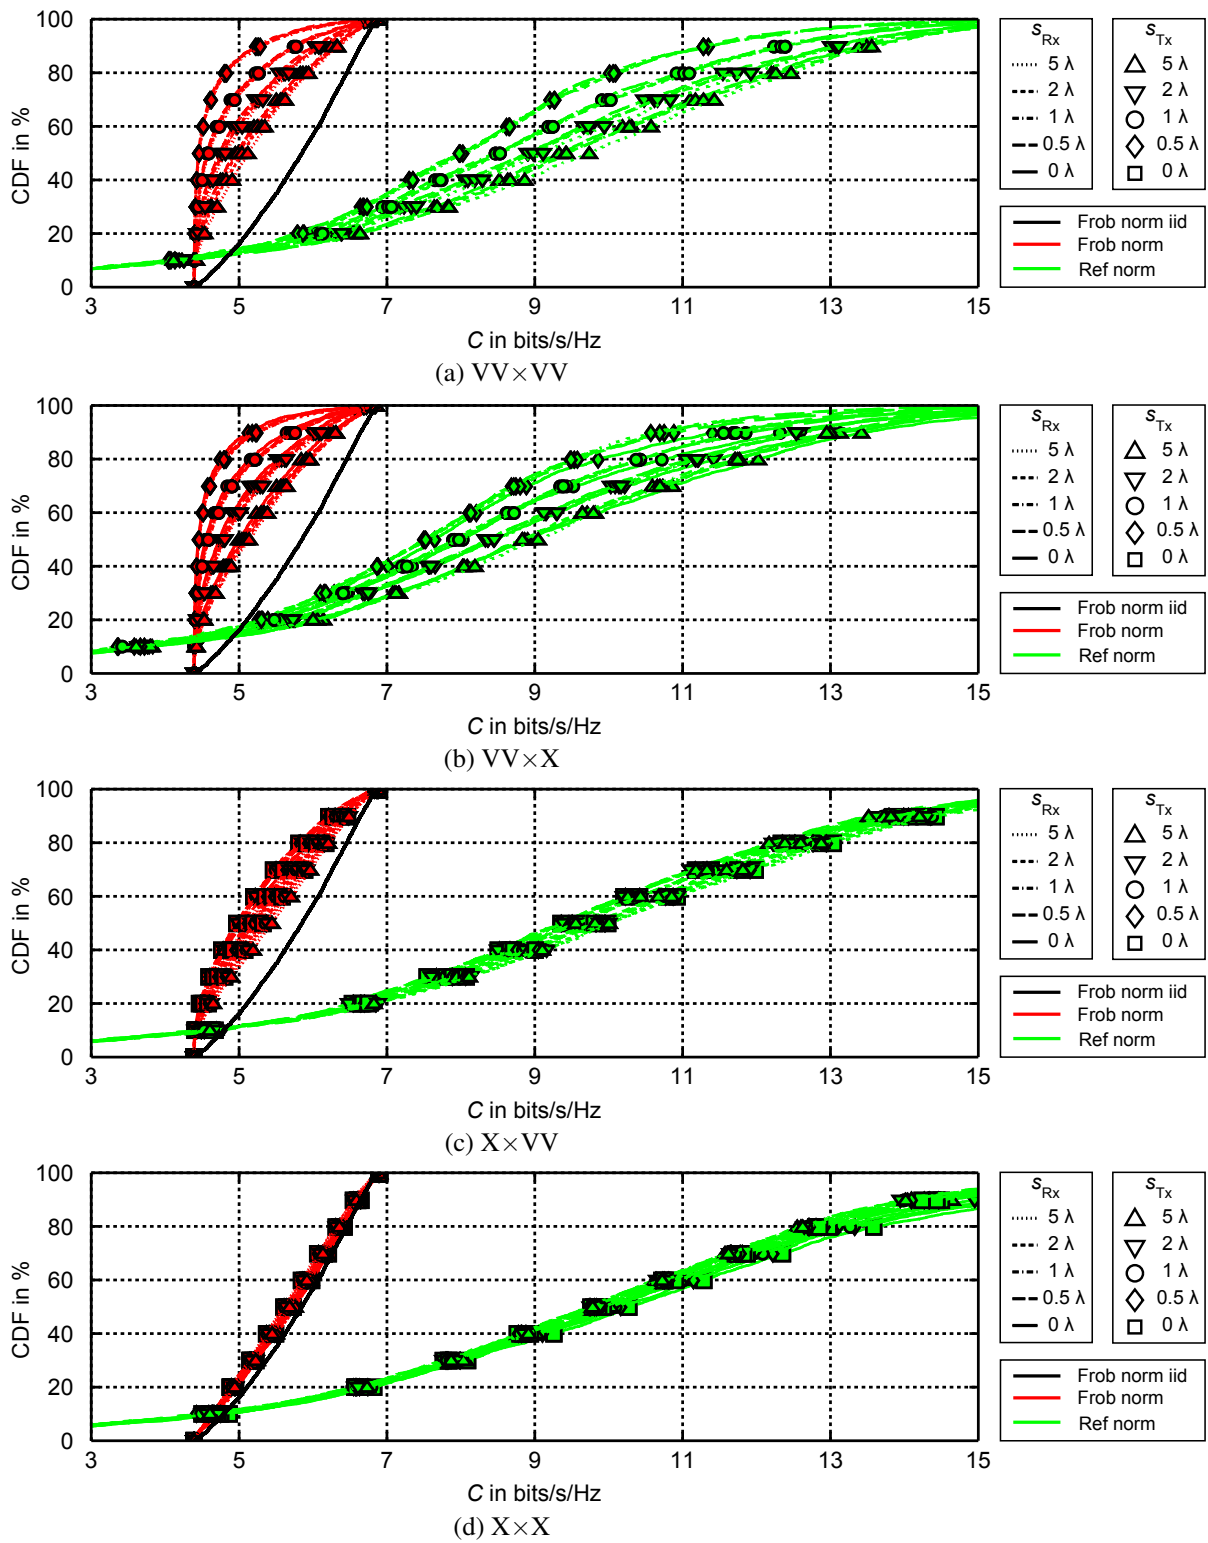 100
80
60
40
20
0
CDF in %
3 5 7 9 11 13 15
C in bits/s/Hz
(a) VV×VV
sRx
5 λ
2 λ
1 λ
0.5 λ
0 λ
sTx
5 λ
2 λ
1 λ
0.5 λ
0 λ
Frob norm iid
Frob norm
Ref norm
100
80
60
40
20
0
CDF in %
3 5 7 9 11 13 15
C in bits/s/Hz
(b) VV×X
sRx
5 λ
2 λ
1 λ
0.5 λ
0 λ
sTx
5 λ
2 λ
1 λ
0.5 λ
0 λ
Frob norm iid
Frob norm
Ref norm
100
80
60
40
20
0
CDF in %
3 5 7 9 11 13 15
C in bits/s/Hz
(c) X×VV
sRx
5 λ
2 λ
1 λ
0.5 λ
0 λ
sTx
5 λ
2 λ
1 λ
0.5 λ
0 λ
Frob norm iid
Frob norm
Ref norm
100
80
60
40
20
0
CDF in %
3 5 7 9 11 13 15
C in bits/s/Hz
(d) X×X
sRx
5 λ
2 λ
1 λ
0.5 λ
0 λ
sTx
5 λ
2 λ
1 λ
0.5 λ
0 λ
Frob norm iid
Frob norm
Ref norm